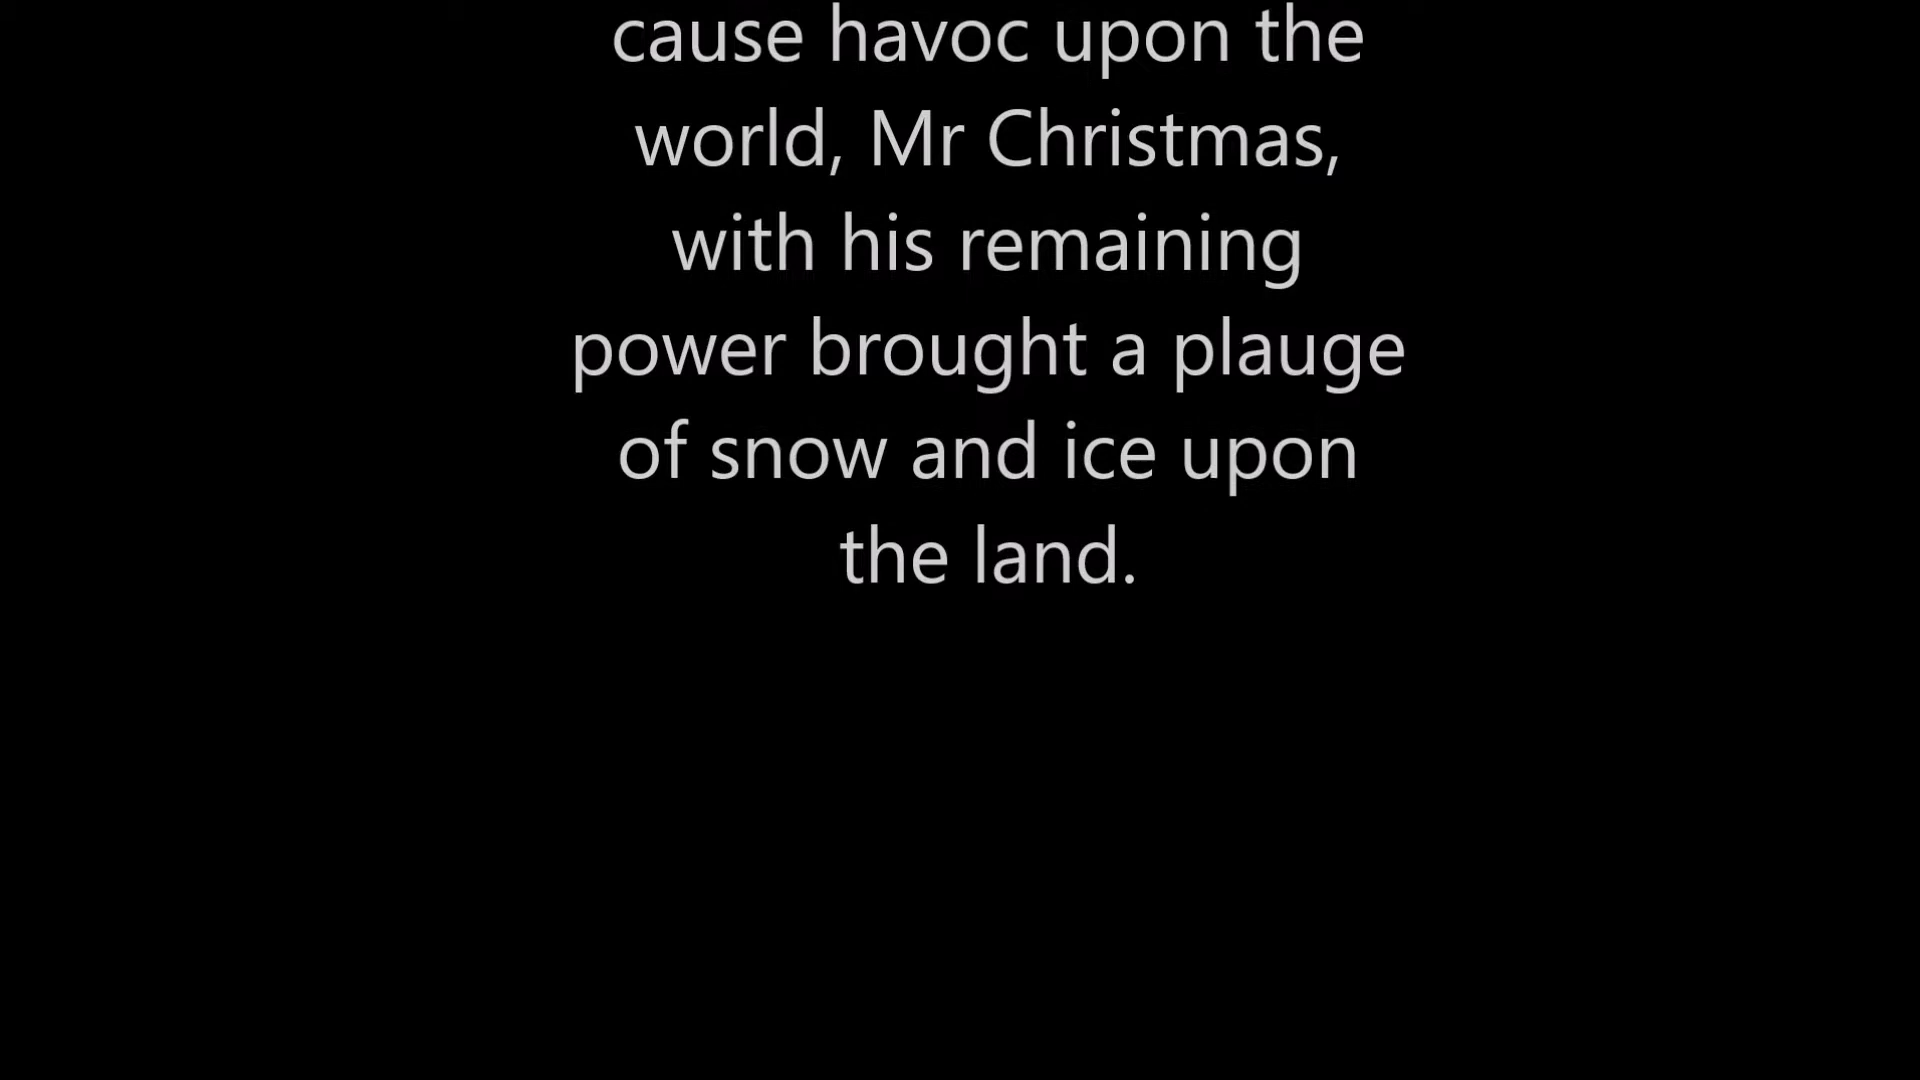 cause havoc upon the
world, Mr Christmas,
with his remaining
power brought a plauge
of snow and ice upon
the land.